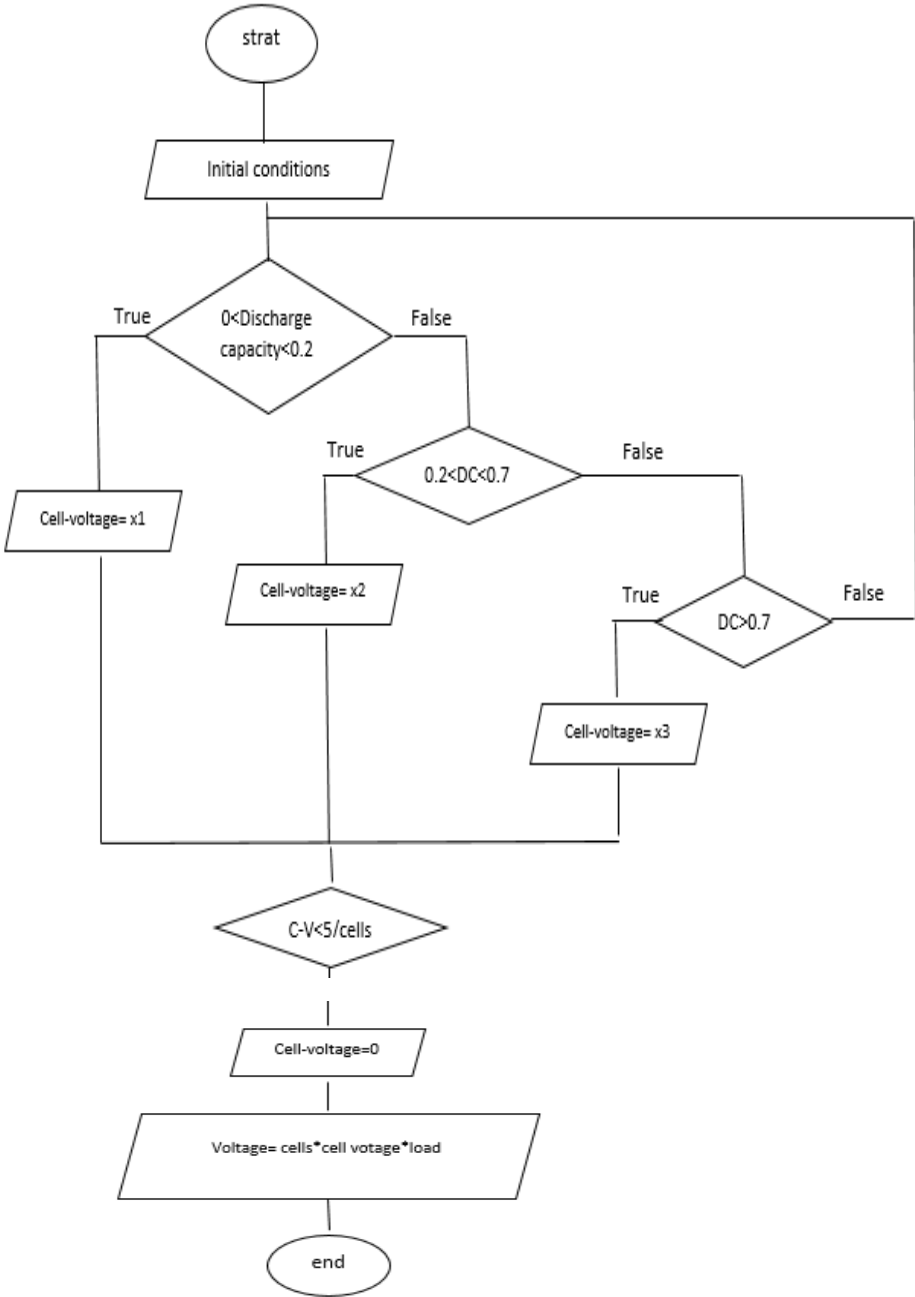 strat
Initial conditions
True
0<Discharge
capacity<0.2
False
True
0.2<DC<0.7
False
Cell-voltage= x1
Cell-voltage= x2
True
DC>0.7
False
Cell-voltage= x3
C-V<5/cells
Cell-voltage=0
Voltage= cells*cell votage*load
end